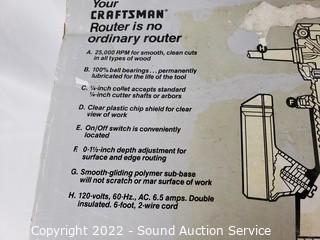 Your
CRAFTSMAN®
Router is no
ordinary router
A. 25,000 RPM for smooth, clean cuts
in all types of wood
B. 100% ball bearings...permanently
lubricated for the life of the tool
C. ¼-inch collet accepts standard
¼-inch cutter shafts or arbors
D. Clear plastic chip shield for clear
view of work
E. On/Off switch is conveniently
located
F. 0-1½-inch depth adjustment for
surface and edge routing
G. Smooth-gliding polymer sub-base
will not scratch or mar surface of work
H. 120-volts, 60-Hz., AC. 6.5 amps. Double
insulated. 6-foot, 2-wire cord
Copyright 2022 - Bidfta.com